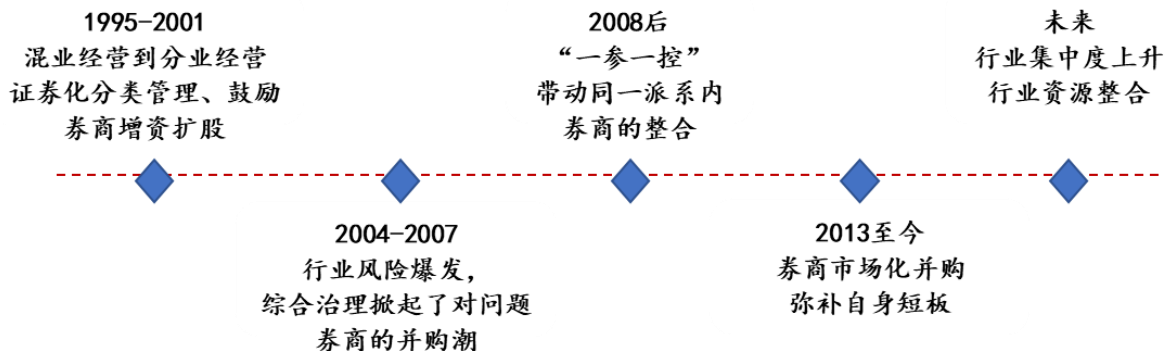 1995-2001
混业经营到分业经营
证券化分类管理、鼓励
券商增资扩股
2004-2007
行业风险爆发，
综合治理掀起了对问题
券商的并购潮
2008后
“一参一控”
带动同一派系内
券商的整合
2013至今
券商市场化并购
弥补自身短板
未来
行业集中度上升
行业资源整合